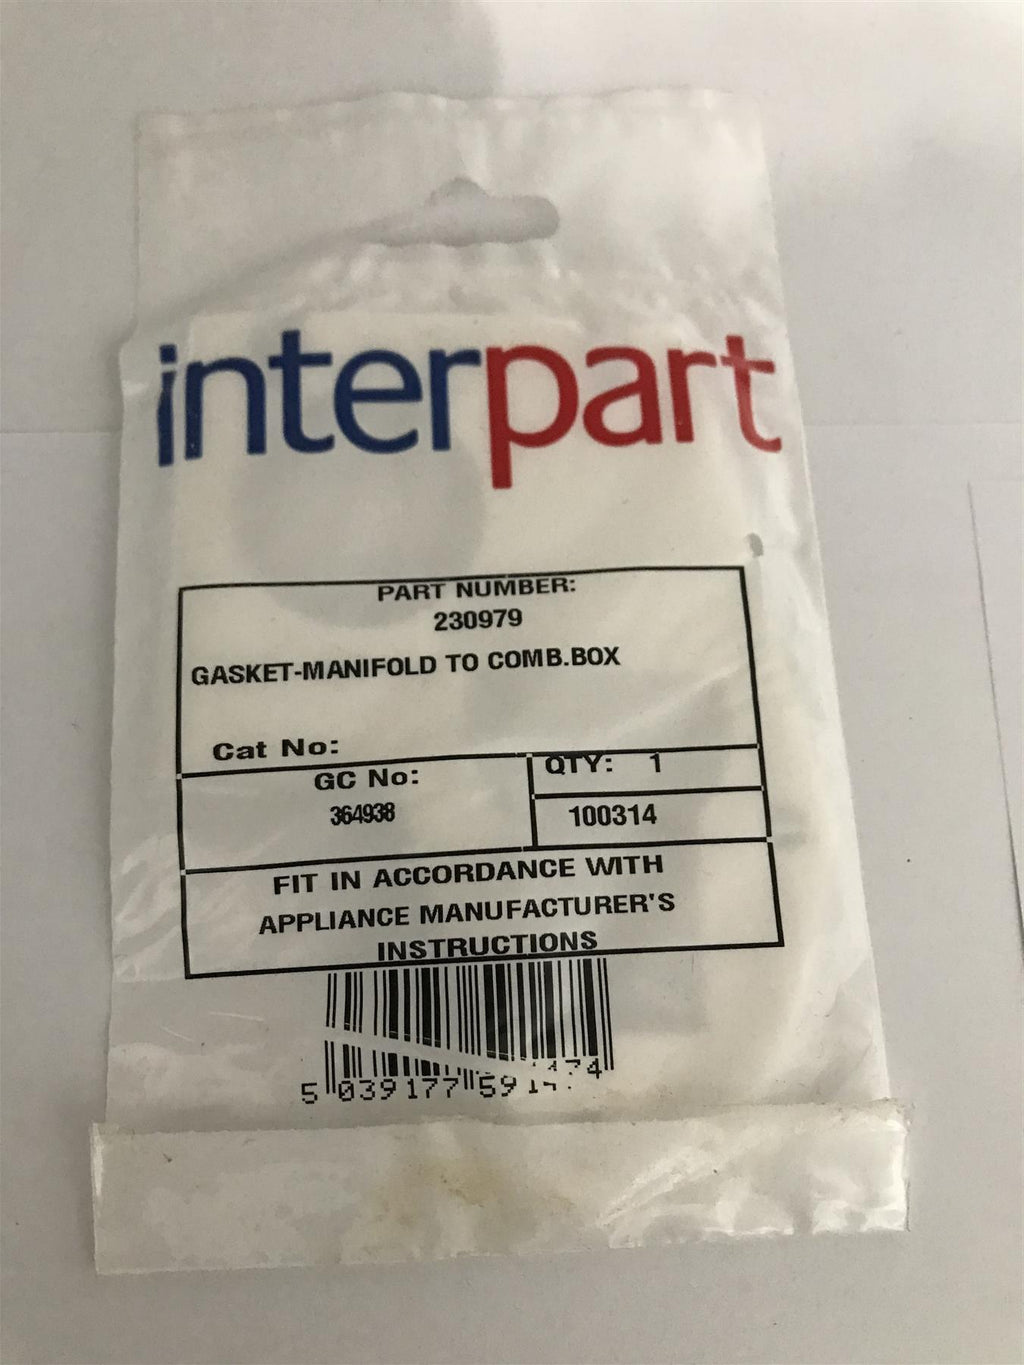 interpart
PART NUMBER:
230979
GASKET-MANIFOLD TO COMB.BOX
Cat No:
GC No:
364938
QTY: 1
100314
FIT IN ACCORDANCE WITH
APPLIANCE MANUFACTURER'S
INSTRUCTIONS